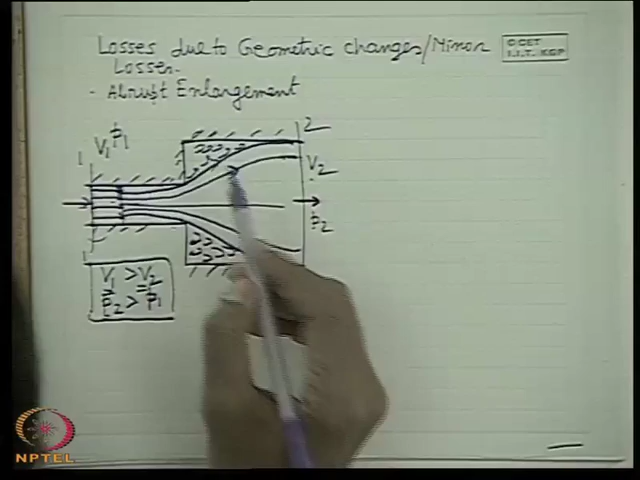 Losses due to Geometric changes/Minor
Losses.
- Abrupt Enlargement
© CET
I.I.T. KGP
1 V1 p1
2
V2
p2
1
V1 > V2
p2 > p1
NPTEL